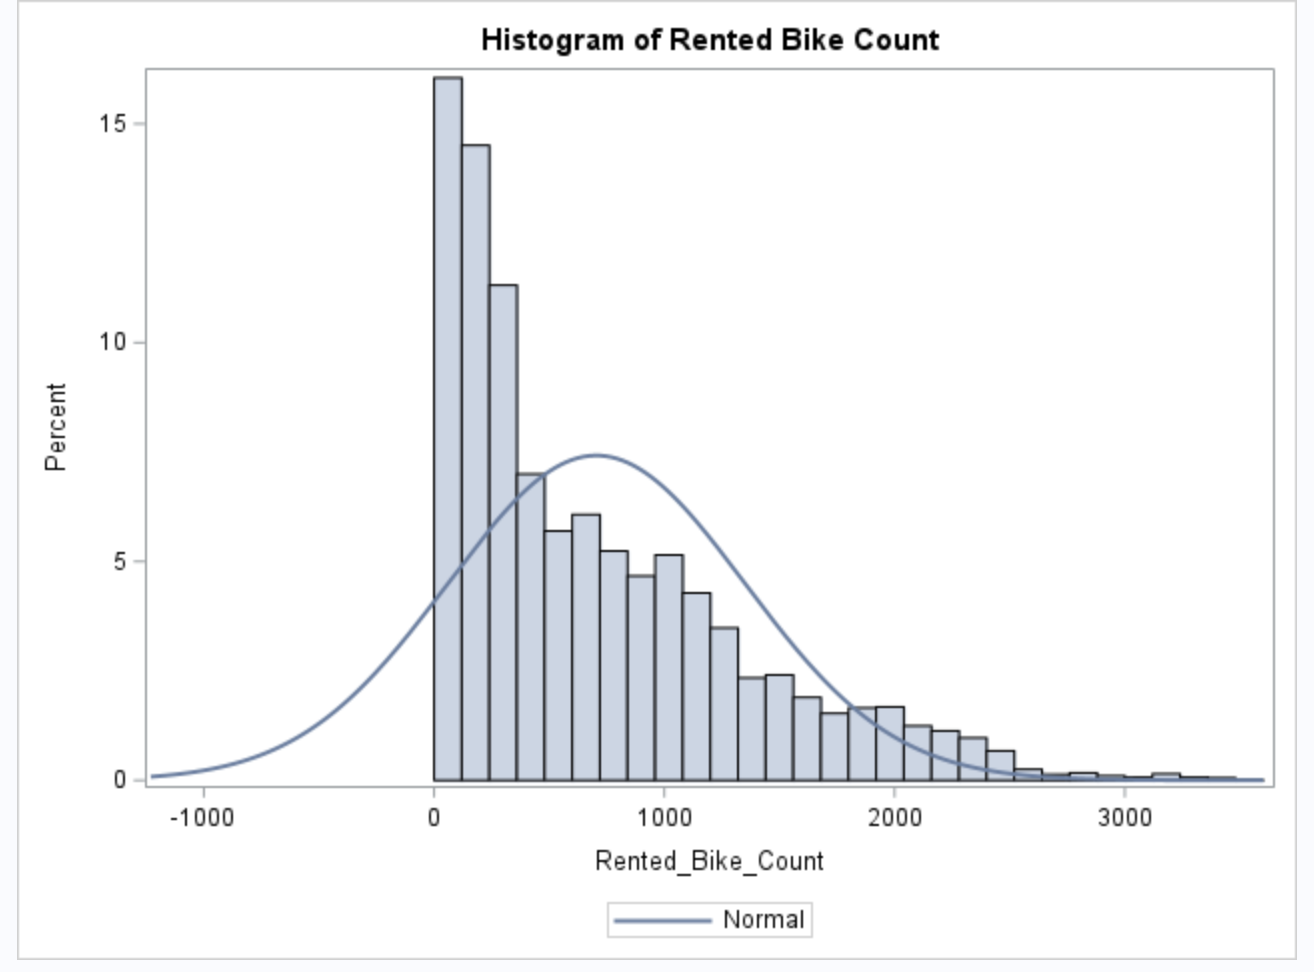 Histogram of Rented Bike Count
15
10
5
0
Percent
-1000 0 1000 2000 3000
Rented_Bike_Count
Normal